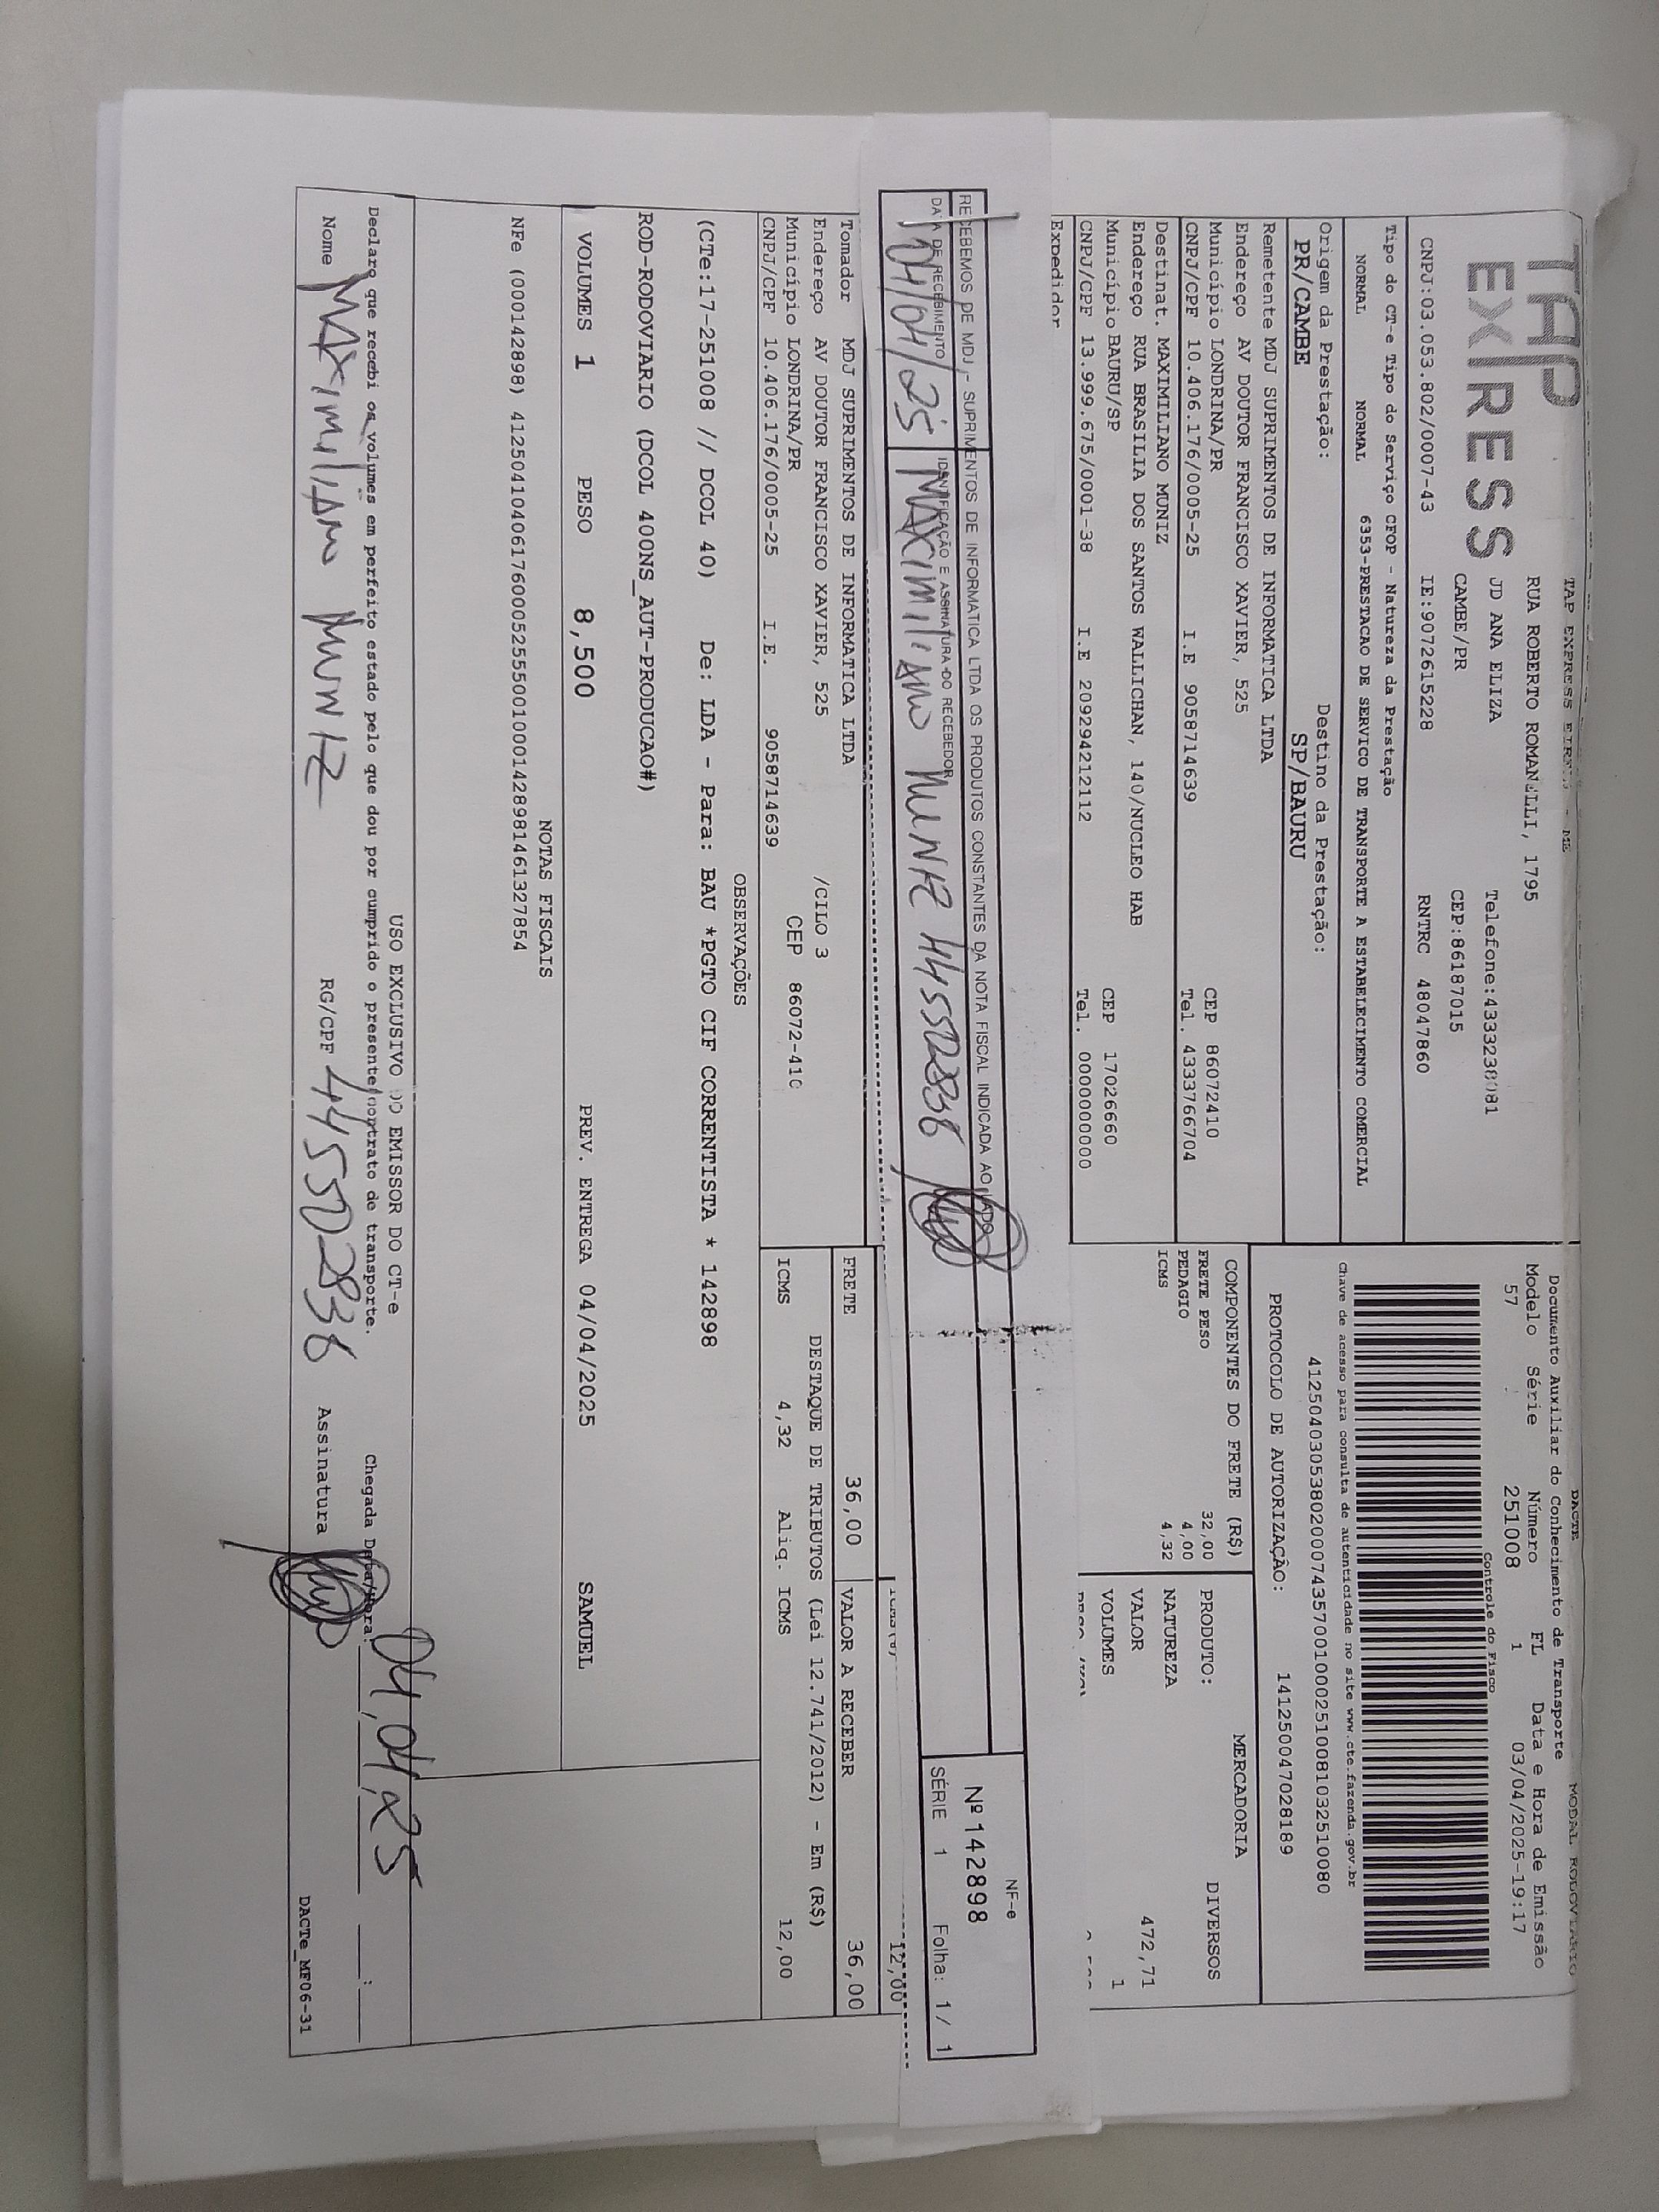 TAP
EXPRESS
TAP EXPRESS EIRELI - ME
RUA ROBERTO ROMANELLI, 1795
JD ANA ELIZA Telefone:4333238081
CAMBE/PR CEP:86187015
CNPJ:03.053.802/0007-43 IE:9072615228 RNTRC 48047860
Tipo do CT-e Tipo do Serviço CFOP - Natureza da Prestação
NORMAL NORMAL 6353-PRESTACAO DE SERVICO DE TRANSPORTE A ESTABELECIMENTO COMERCIAL
Origem da Prestação: Destino da Prestação:
PR/CAMBE SP/BAURU
DACTE MODAL RODOVIARIO
Documento Auxiliar do Conhecimento de Transporte
Modelo Série Número FL Data e Hora de Emissão
57 251008 1 03/04/2025-19:17
Controle do Fisco
Chave de acesso para consulta de autenticidade no site www.cte.fazenda.gov.br
41250403053802000743570010002510081032510080
PROTOCOLO DE AUTORIZAÇÃO: 141250047028189
Remetente MDJ SUPRIMENTOS DE INFORMATICA LTDA
Endereço AV DOUTOR FRANCISCO XAVIER, 525
Município LONDRINA/PR CEP 86072410
CNPJ/CPF 10.406.176/0005-25 I.E 9058714639 Tel. 4333766704
Destinat. MAXIMILIANO MUNIZ
Endereço RUA BRASILIA DOS SANTOS WALLICHAN, 140/NUCLEO HAB
Município BAURU/SP CEP 17026660
CNPJ/CPF 13.999.675/0001-38 I.E 209294212112 Tel. 0000000000
Expedidor
COMPONENTES DO FRETE (R$)
FRETE PESO 32,00
PEDAGIO 4,00
ICMS 4,32
MERCADORIA
PRODUTO: DIVERSOS
NATUREZA
VALOR 472,71
VOLUMES 1
RECEBEMOS DE MDJ - SUPRIMENTOS DE INFORMATICA LTDA OS PRODUTOS CONSTANTES DA NOTA FISCAL INDICADA AO LADO
DATA DE RECEBIMENTO IDENTIFICAÇÃO E ASSINATURA DO RECEBEDOR
04/04/25 MAXimiliANo MUNIZ 445522838
NF-e
Nº 142898
SÉRIE 1 Folha: 1/ 1
12,00
Tomador MDJ SUPRIMENTOS DE INFORMATICA LTDA
Endereço AV DOUTOR FRANCISCO XAVIER, 525 /CILO 3
Município LONDRINA/PR CEP 86072-410
CNPJ/CPF 10.406.176/0005-25 I.E. 9058714639
FRETE 36,00 VALOR A RECEBER 36,00
DESTAQUE DE TRIBUTOS (Lei 12.741/2012) - Em (R$)
ICMS 4,32 Aliq. ICMS 12,00
OBSERVAÇÕES
(CTe:17-251008 // DCOL 40) De: LDA - Para: BAU *PGTO CIF CORRENTISTA * 142898
ROD-RODOVIARIO (DCOL 40ONS_AUT-PRODUCAO#)
VOLUMES 1 PESO 8,500 PREV. ENTREGA 04/04/2025 SAMUEL
NOTAS FISCAIS
NFe (000142898) 41250410406176000525550010001428981461327854
USO EXCLUSIVO DO EMISSOR DO CT-e
Declaro que recebi os volumes em perfeito estado pelo que dou por cumprido o presente contrato de transporte. Chegada Data/Hora: 04/04/25
Nome MAXimiliANo MUNIZ RG/CPF 445522838 Assinatura
DACTe_MF06-31